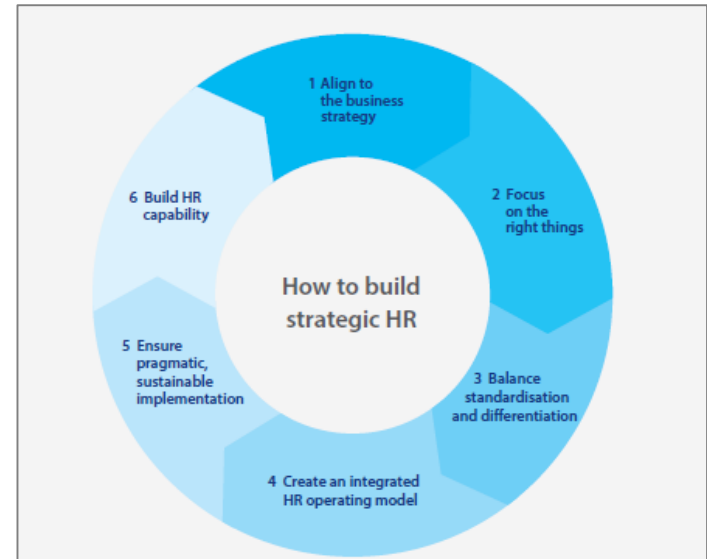 1 Align to
the business
strategy
2 Focus
on the
right things
3 Balance
standardisation
and differentiation
4 Create an integrated
HR operating model
5 Ensure
pragmatic,
sustainable
implementation
6 Build HR
capability
How to build
strategic HR